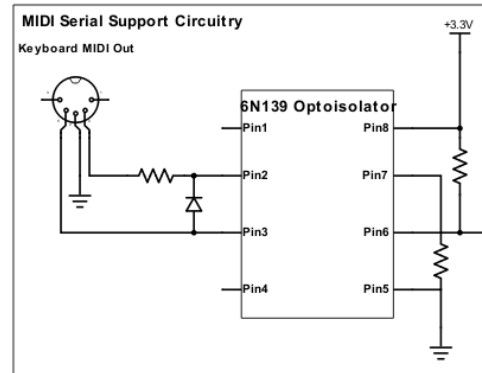 MIDI Serial Support Circuitry
+3.3V
Keyboard MIDI Out
6N139 Optoisolator
Pin1 Pin8
Pin2 Pin7
Pin3 Pin6
Pin4 Pin5